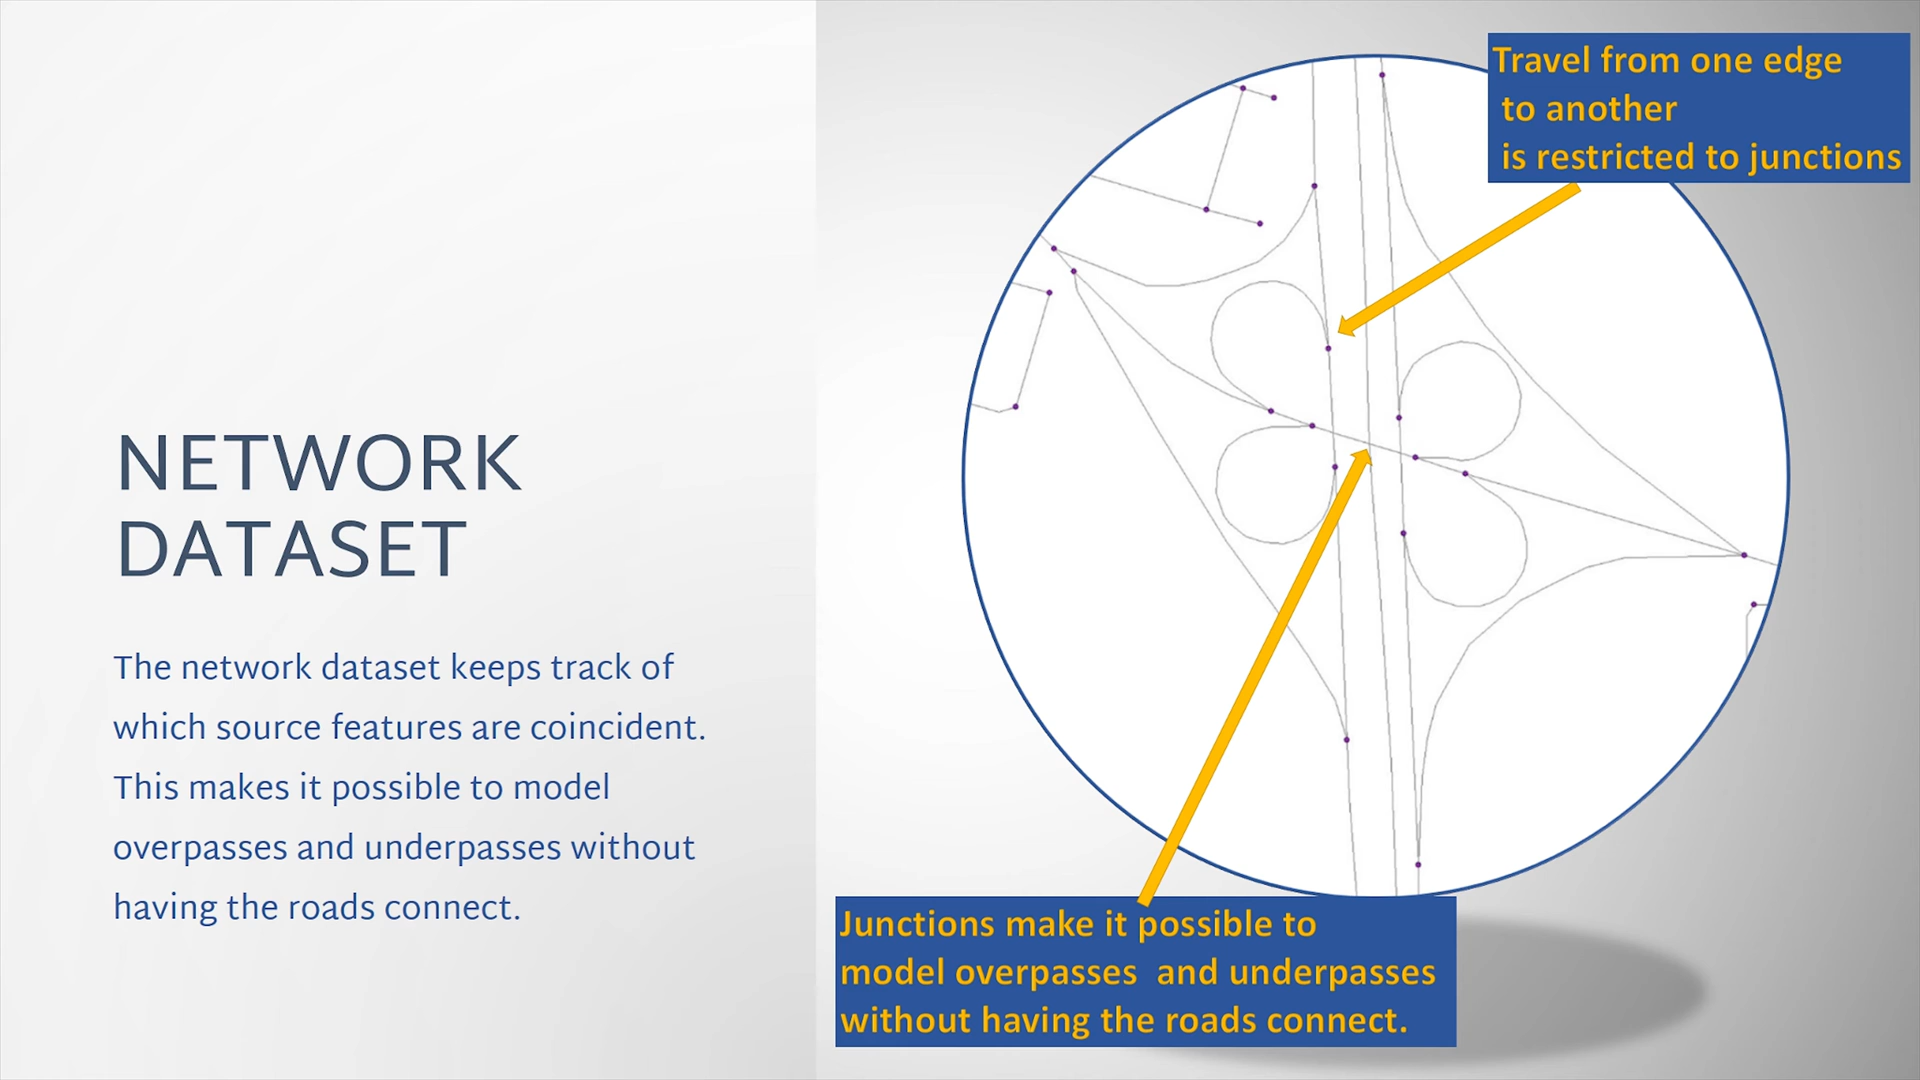 NETWORK
DATASET
The network dataset keeps track of
which source features are coincident.
This makes it possible to model
overpasses and underpasses without
having the roads connect.
Travel from one edge
to another
is restricted to junctions
Junctions make it possible to
model overpasses  and underpasses
without having the roads connect.